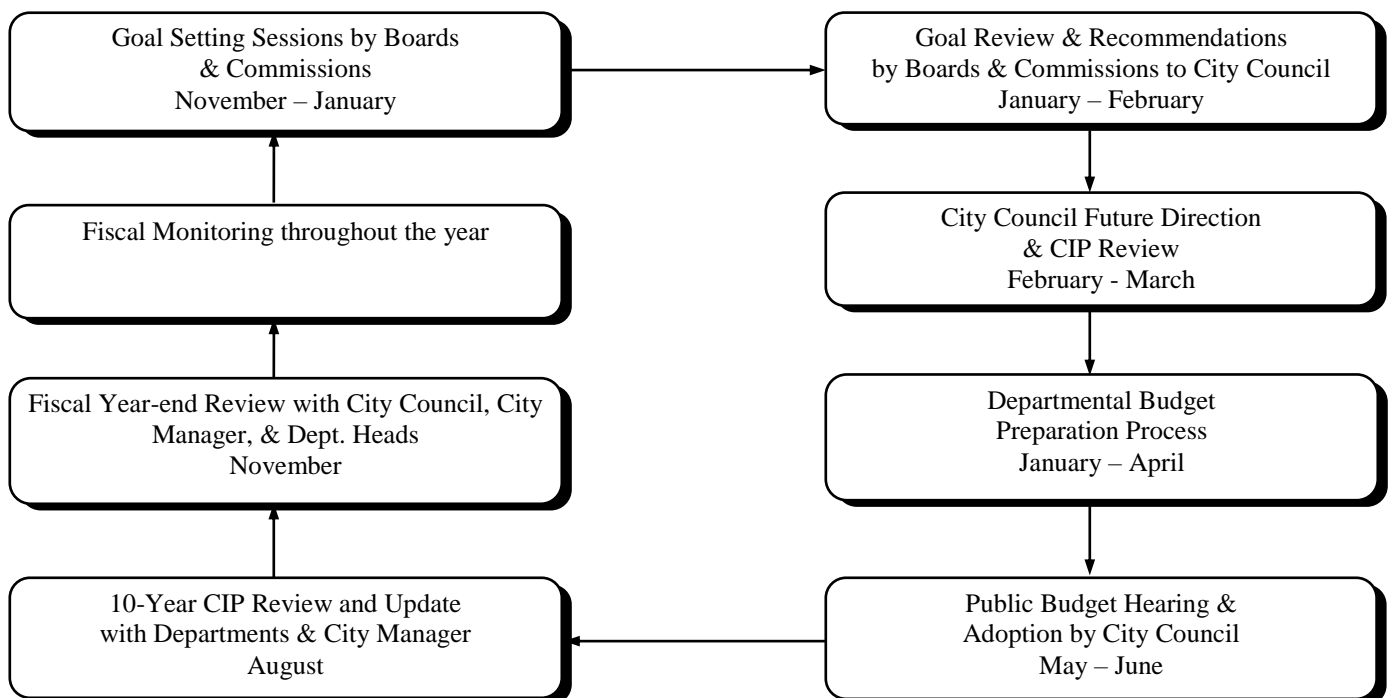 Goal Setting Sessions by Boards
& Commissions
November – January
Goal Review & Recommendations
by Boards & Commissions to City Council
January – February
Fiscal Monitoring throughout the year
City Council Future Direction
& CIP Review
February - March
Fiscal Year-end Review with City Council, City
Manager, & Dept. Heads
November
Departmental Budget
Preparation Process
January – April
10-Year CIP Review and Update
with Departments & City Manager
August
Public Budget Hearing &
Adoption by City Council
May – June